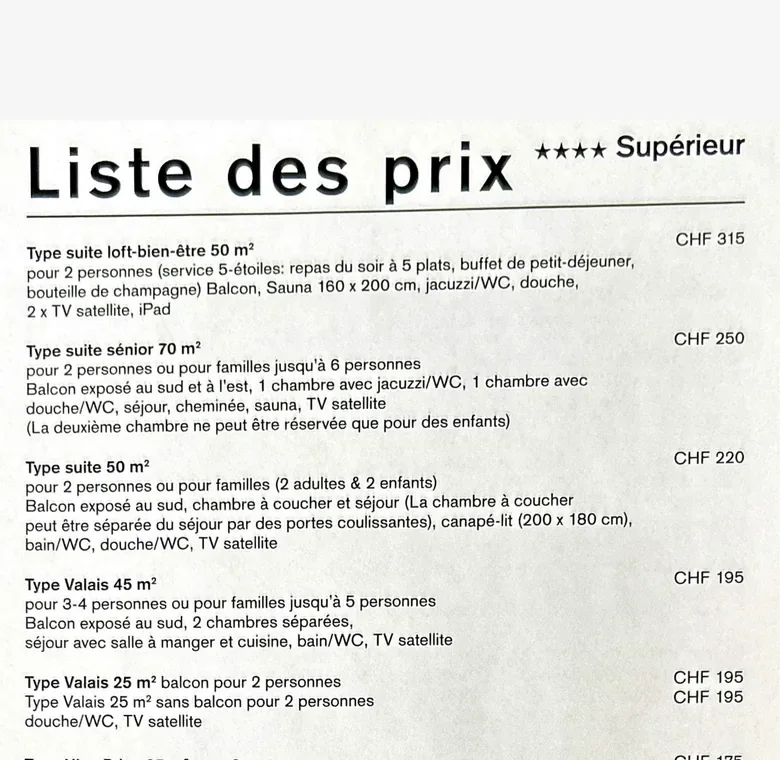 Liste des prix ★★★★ Supérieur
Type suite loft-bien-être 50 m² CHF 315
pour 2 personnes (service 5-étoiles: repas du soir à 5 plats, buffet de petit-déjeuner,
bouteille de champagne) Balcon, Sauna 160 x 200 cm, jacuzzi/WC, douche,
2 x TV satellite, iPad
Type suite sénior 70 m² CHF 250
pour 2 personnes ou pour familles jusqu'à 6 personnes
Balcon exposé au sud et à l'est, 1 chambre avec jacuzzi/WC, 1 chambre avec
douche/WC, séjour, cheminée, sauna, TV satellite
(La deuxième chambre ne peut être réservée que pour des enfants)
Type suite 50 m² CHF 220
pour 2 personnes ou pour familles (2 adultes & 2 enfants)
Balcon exposé au sud, chambre à coucher et séjour (La chambre à coucher
peut être séparée du séjour par des portes coulissantes), canapé-lit (200 x 180 cm),
bain/WC, douche/WC, TV satellite
Type Valais 45 m² CHF 195
pour 3-4 personnes ou pour familles jusqu'à 5 personnes
Balcon exposé au sud, 2 chambres séparées,
séjour avec salle à manger et cuisine, bain/WC, TV satellite
Type Valais 25 m² balcon pour 2 personnes CHF 195
Type Valais 25 m² sans balcon pour 2 personnes CHF 195
douche/WC, TV satellite